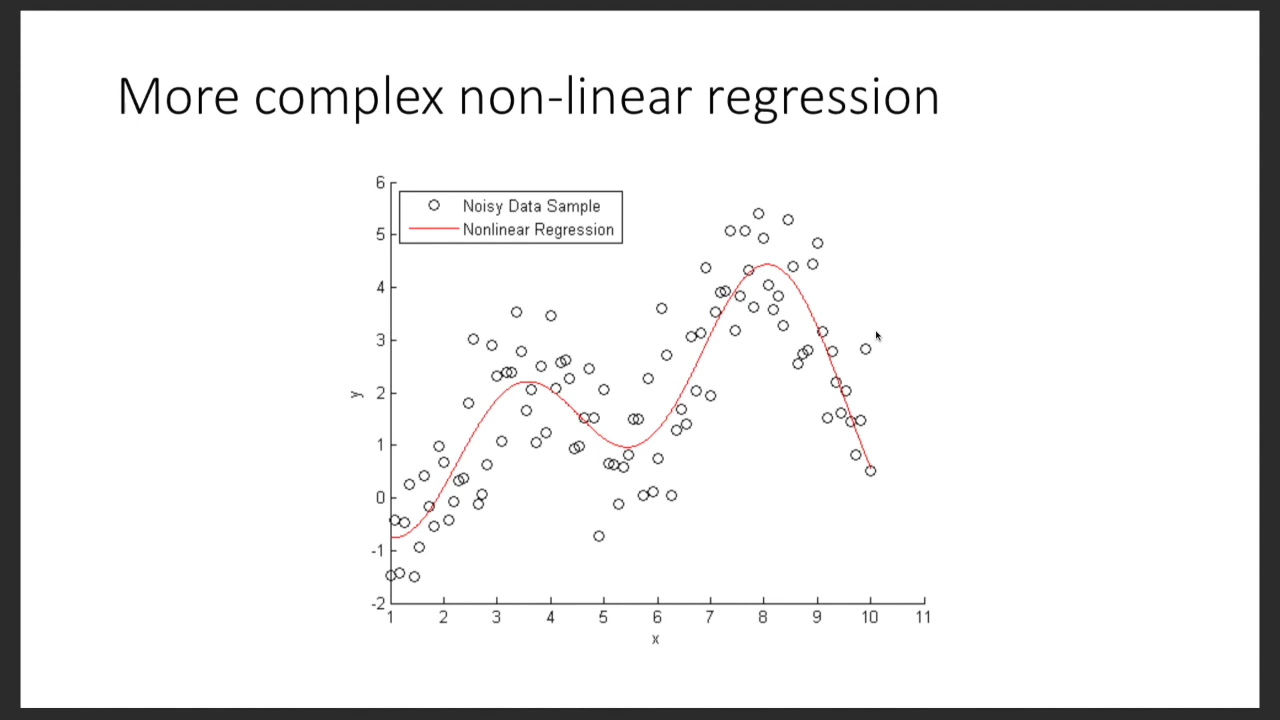 More complex non-linear regression
Noisy Data Sample
Nonlinear Regression
6
5
4
3
2
1
0
-1
-2
y
1 2 3 4 5 6 7 8 9 10 11
x